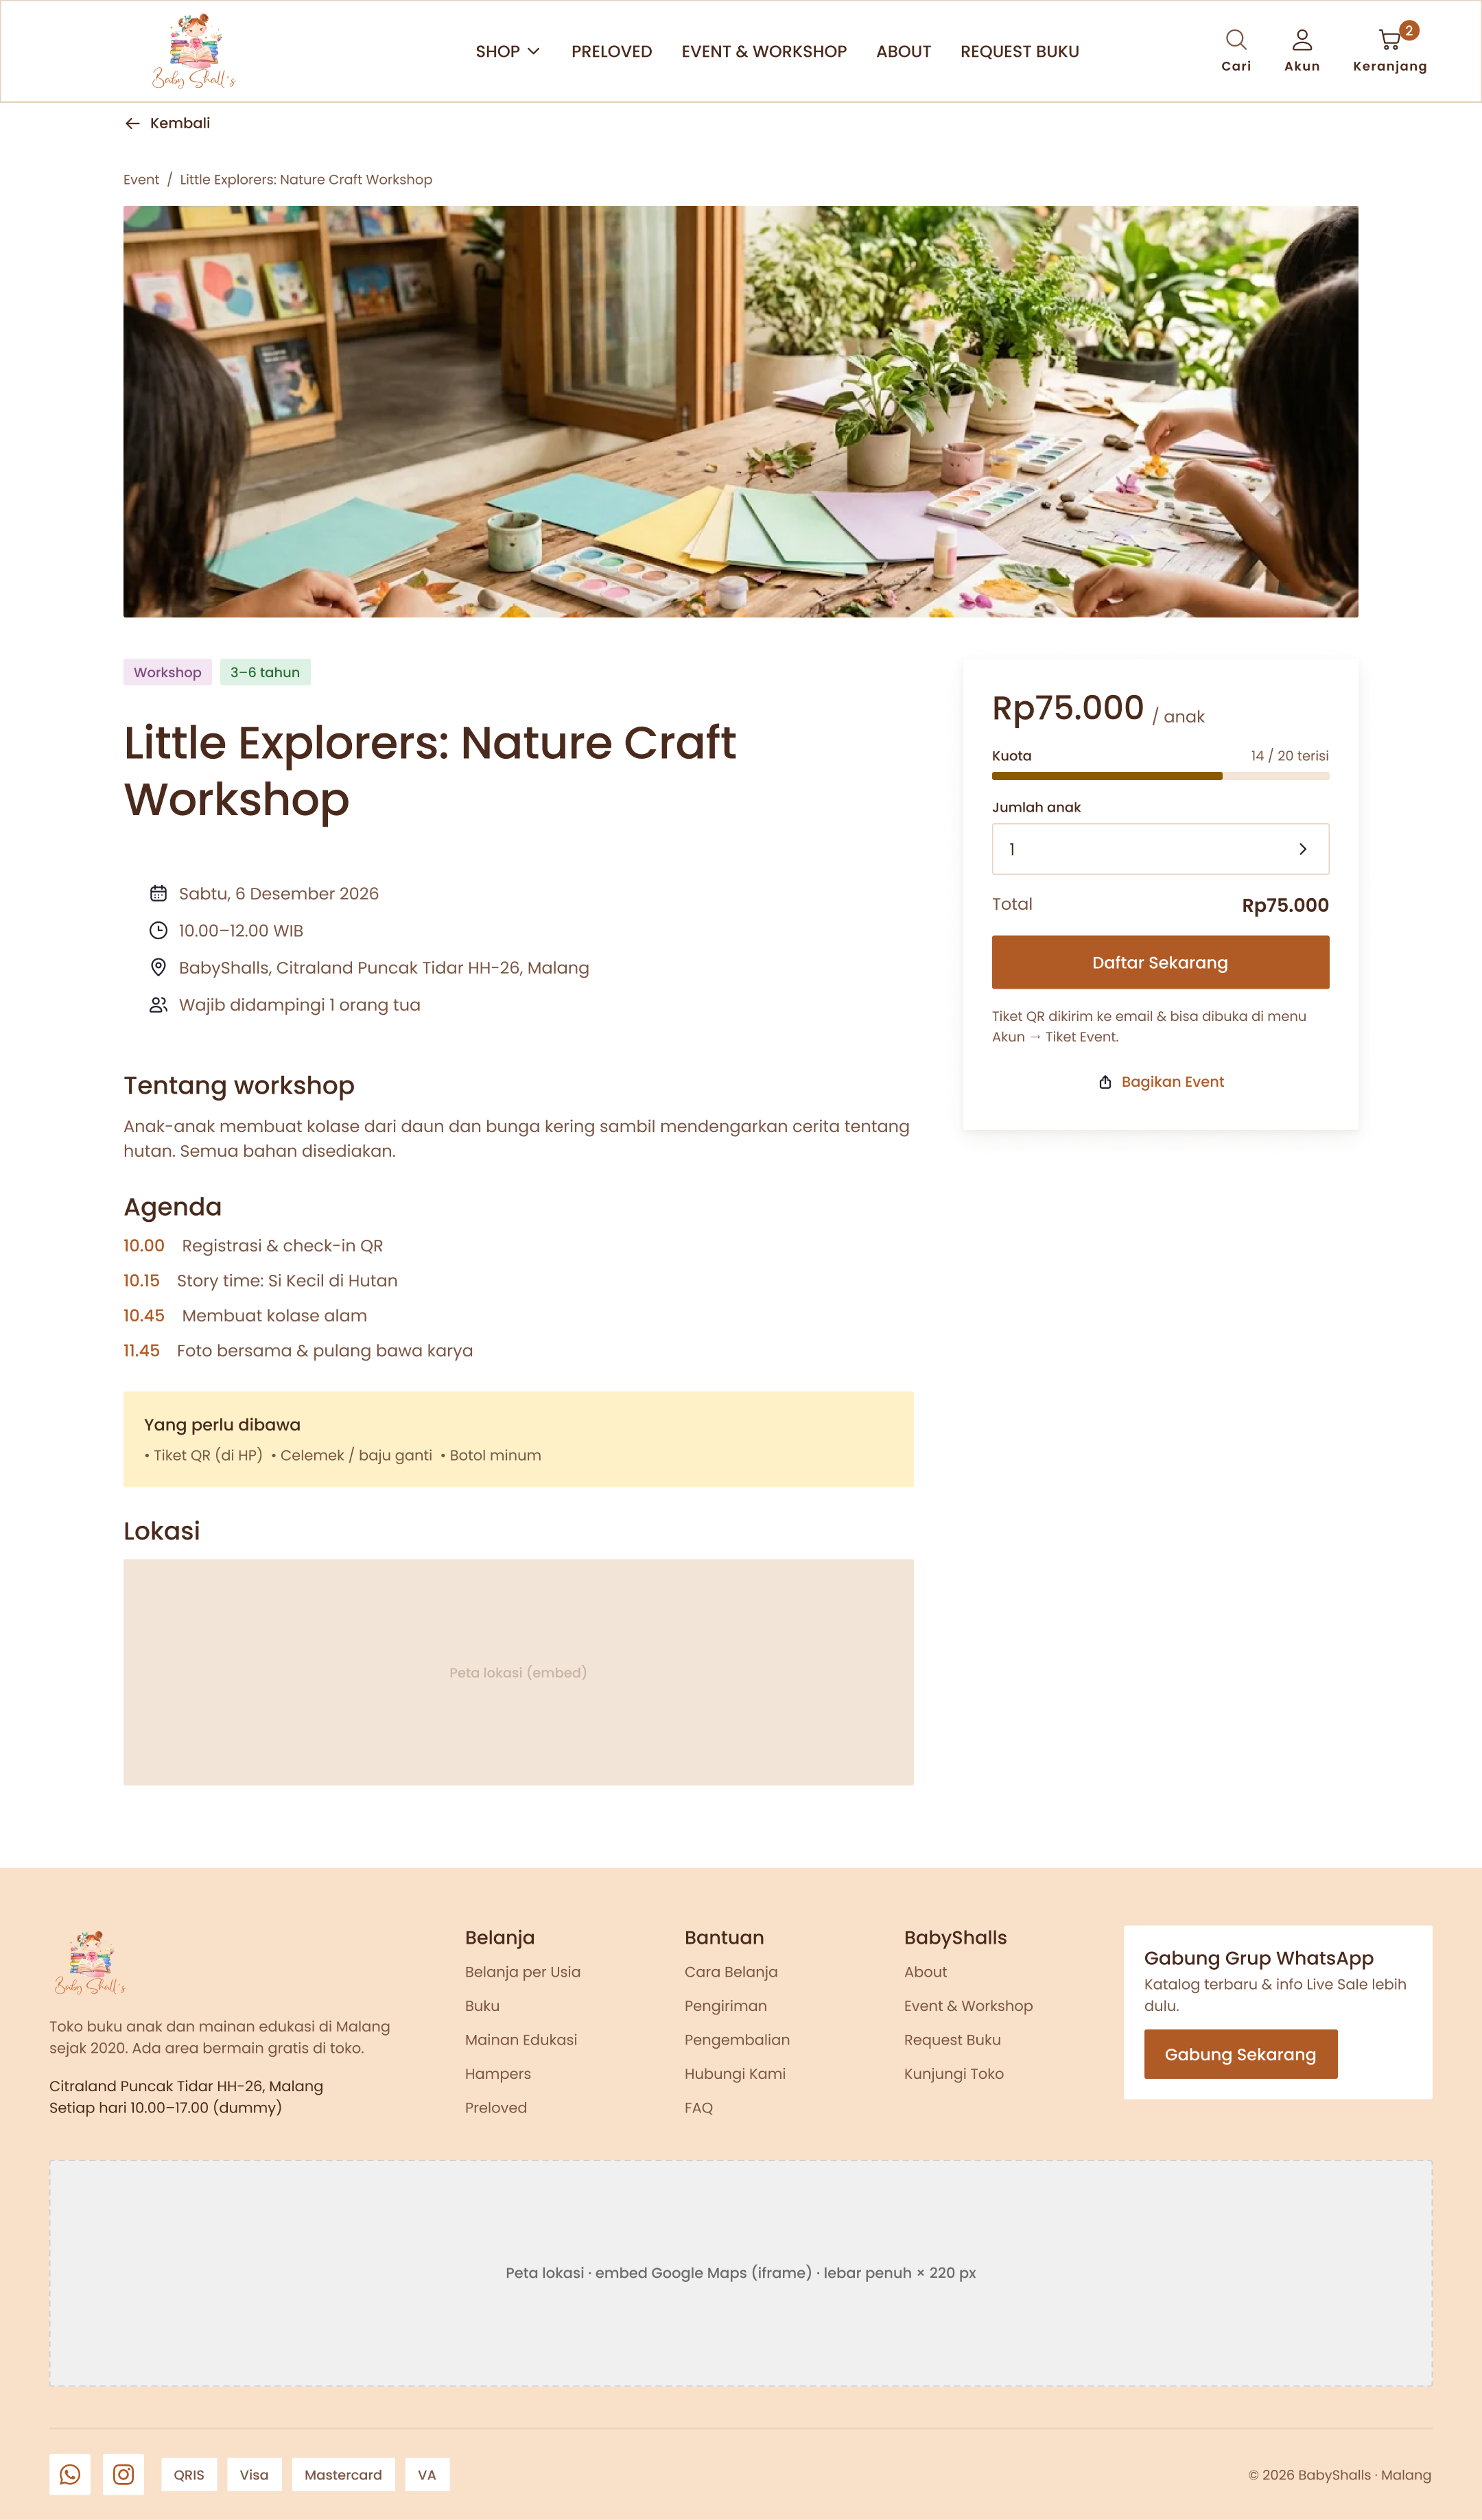 Baby Shall's
SHOP
PRELOVED
EVENT & WORKSHOP
ABOUT
REQUEST BUKU
Cari
Akun
2
Keranjang
Kembali
Event / Little Explorers: Nature Craft Workshop
Workshop
3–6 tahun
Little Explorers: Nature Craft
Workshop
Sabtu, 6 Desember 2026
10.00–12.00 WIB
BabyShalls, Citraland Puncak Tidar HH-26, Malang
Wajib didampingi 1 orang tua
Tentang workshop
Anak-anak membuat kolase dari daun dan bunga kering sambil mendengarkan cerita tentang
hutan. Semua bahan disediakan.
Agenda
10.00 Registrasi & check-in QR
10.15 Story time: Si Kecil di Hutan
10.45 Membuat kolase alam
11.45 Foto bersama & pulang bawa karya
Yang perlu dibawa
• Tiket QR (di HP) • Celemek / baju ganti • Botol minum
Lokasi
Peta lokasi (embed)
Rp75.000 / anak
Kuota 14 / 20 terisi
Jumlah anak
1
Total Rp75.000
Daftar Sekarang
Tiket QR dikirim ke email & bisa dibuka di menu
Akun → Tiket Event.
Bagikan Event
Baby Shall's
Toko buku anak dan mainan edukasi di Malang
sejak 2020. Ada area bermain gratis di toko.
Citraland Puncak Tidar HH-26, Malang
Setiap hari 10.00–17.00 (dummy)
Belanja
Belanja per Usia
Buku
Mainan Edukasi
Hampers
Preloved
Bantuan
Cara Belanja
Pengiriman
Pengembalian
Hubungi Kami
FAQ
BabyShalls
About
Event & Workshop
Request Buku
Kunjungi Toko
Gabung Grup WhatsApp
Katalog terbaru & info Live Sale lebih
dulu.
Gabung Sekarang
Peta lokasi · embed Google Maps (iframe) · lebar penuh × 220 px
QRIS
Visa
Mastercard
VA
© 2026 BabyShalls · Malang